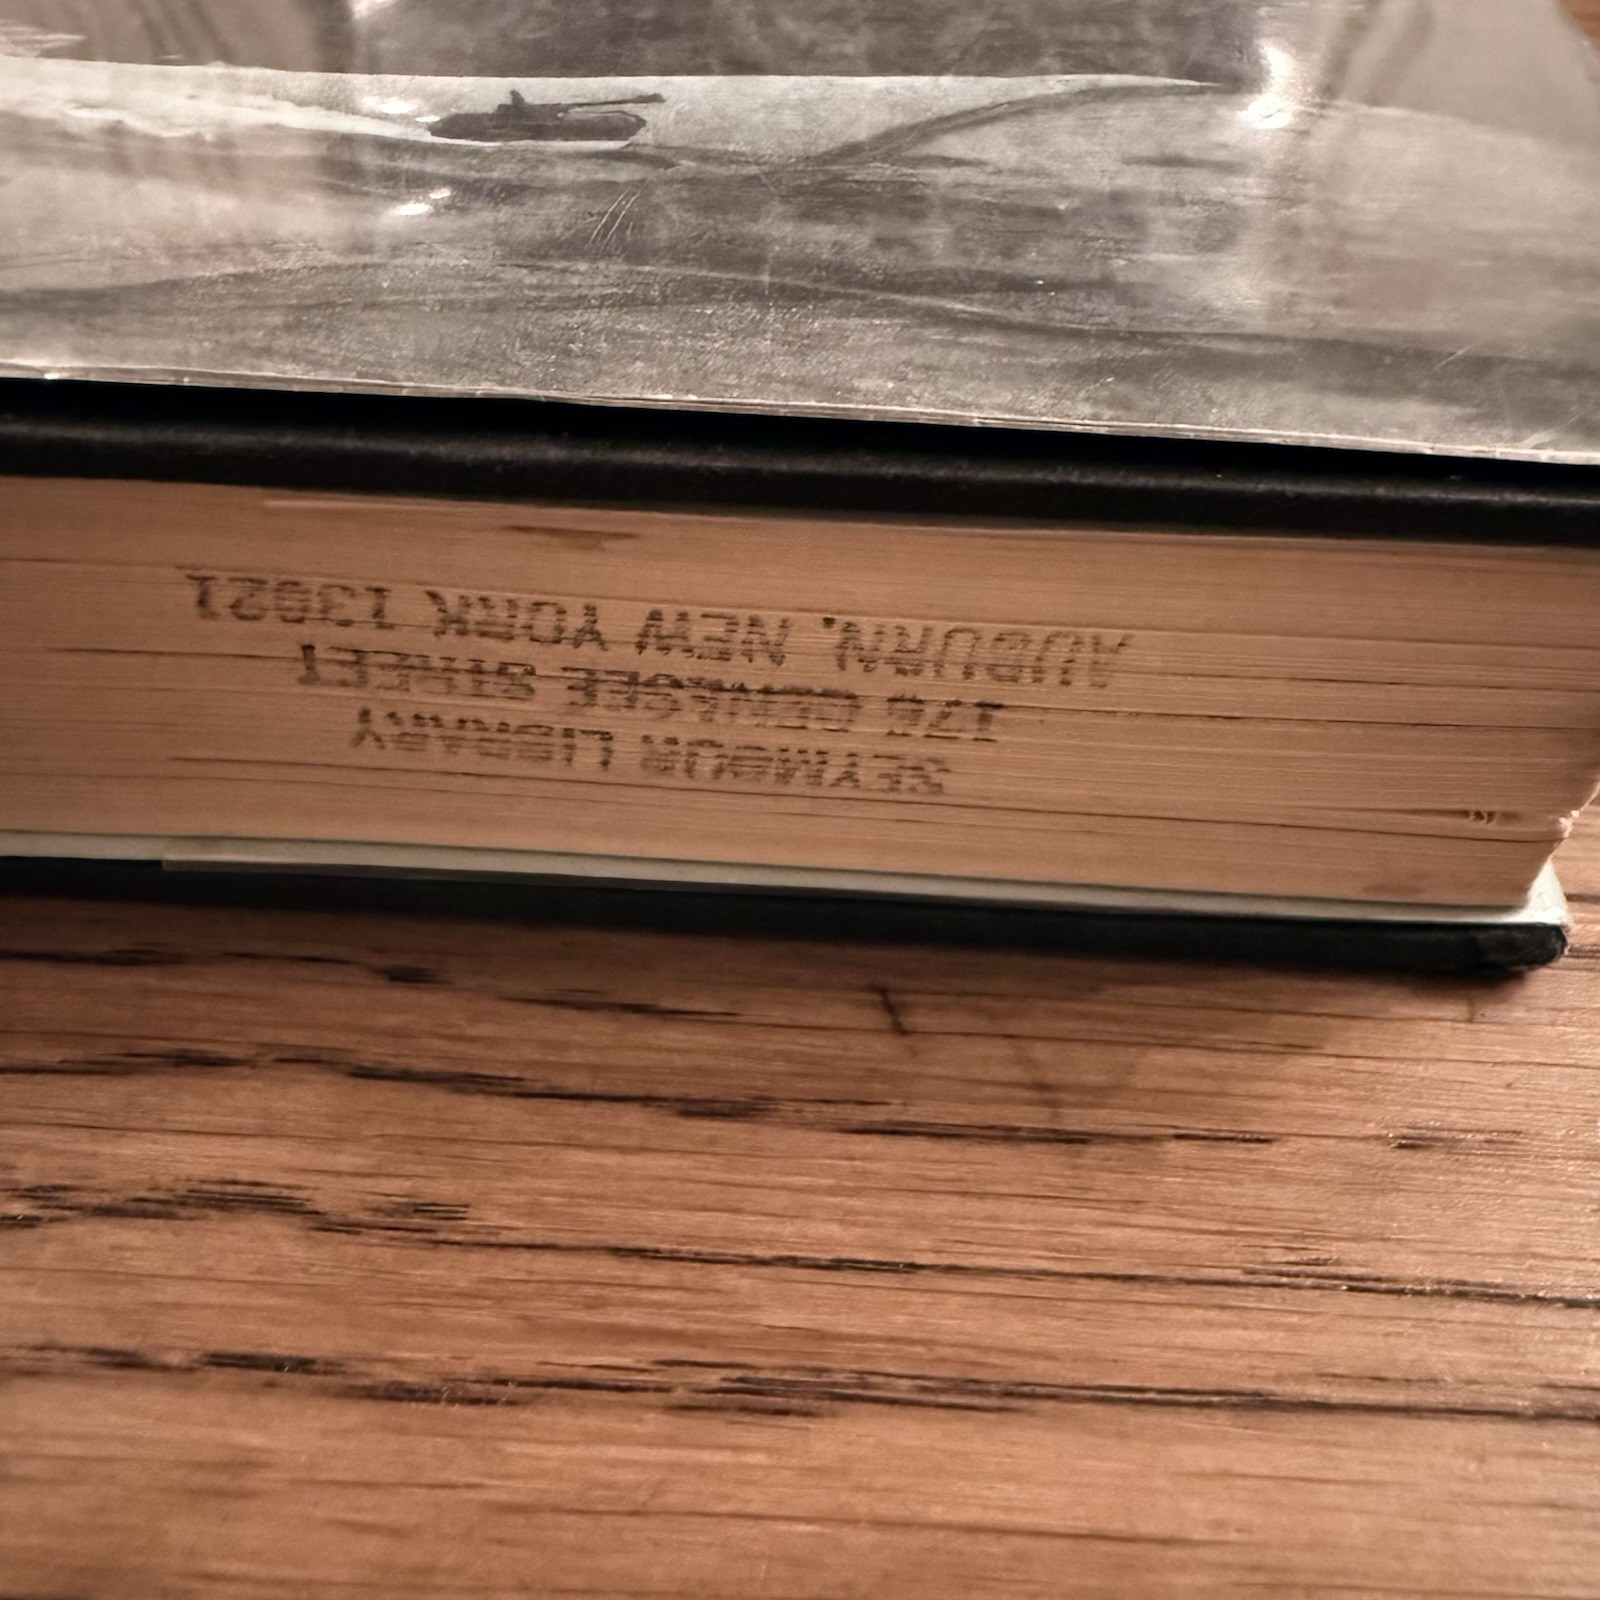 SEYMOUR LIBRARY
176 GENESEE STREET
AUBURN, NEW YORK 13021